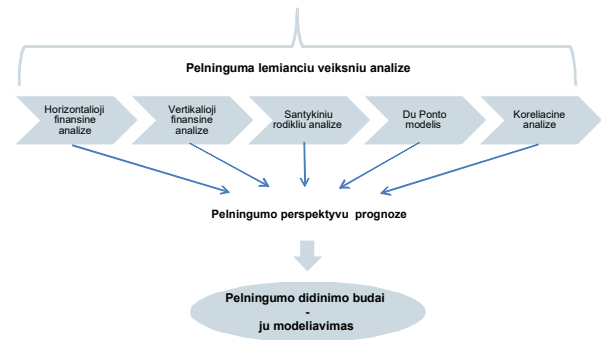 Pelninguma lemianciu veiksniu analize
Horizontalioji
finansine
analize
Vertikalioji
finansine
analize
Santykiniu
rodikliu analize
Du Ponto
modelis
Koreliacine
analize
Pelningumo perspektyvu prognoze
Pelningumo didinimo budai
-
ju modeliavimas